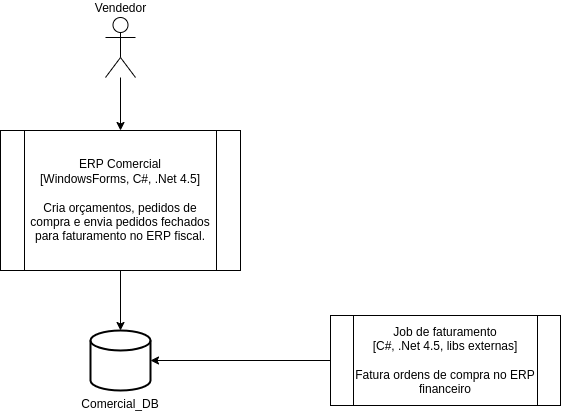 Vendedor
ERP Comercial
[WindowsForms, C#, .Net 4.5]
Cria orçamentos, pedidos de
compra e envia pedidos fechados
para faturamento no ERP fiscal.
Job de faturamento
[C#, .Net 4.5, libs externas]
Fatura ordens de compra no ERP
financeiro
Comercial_DB